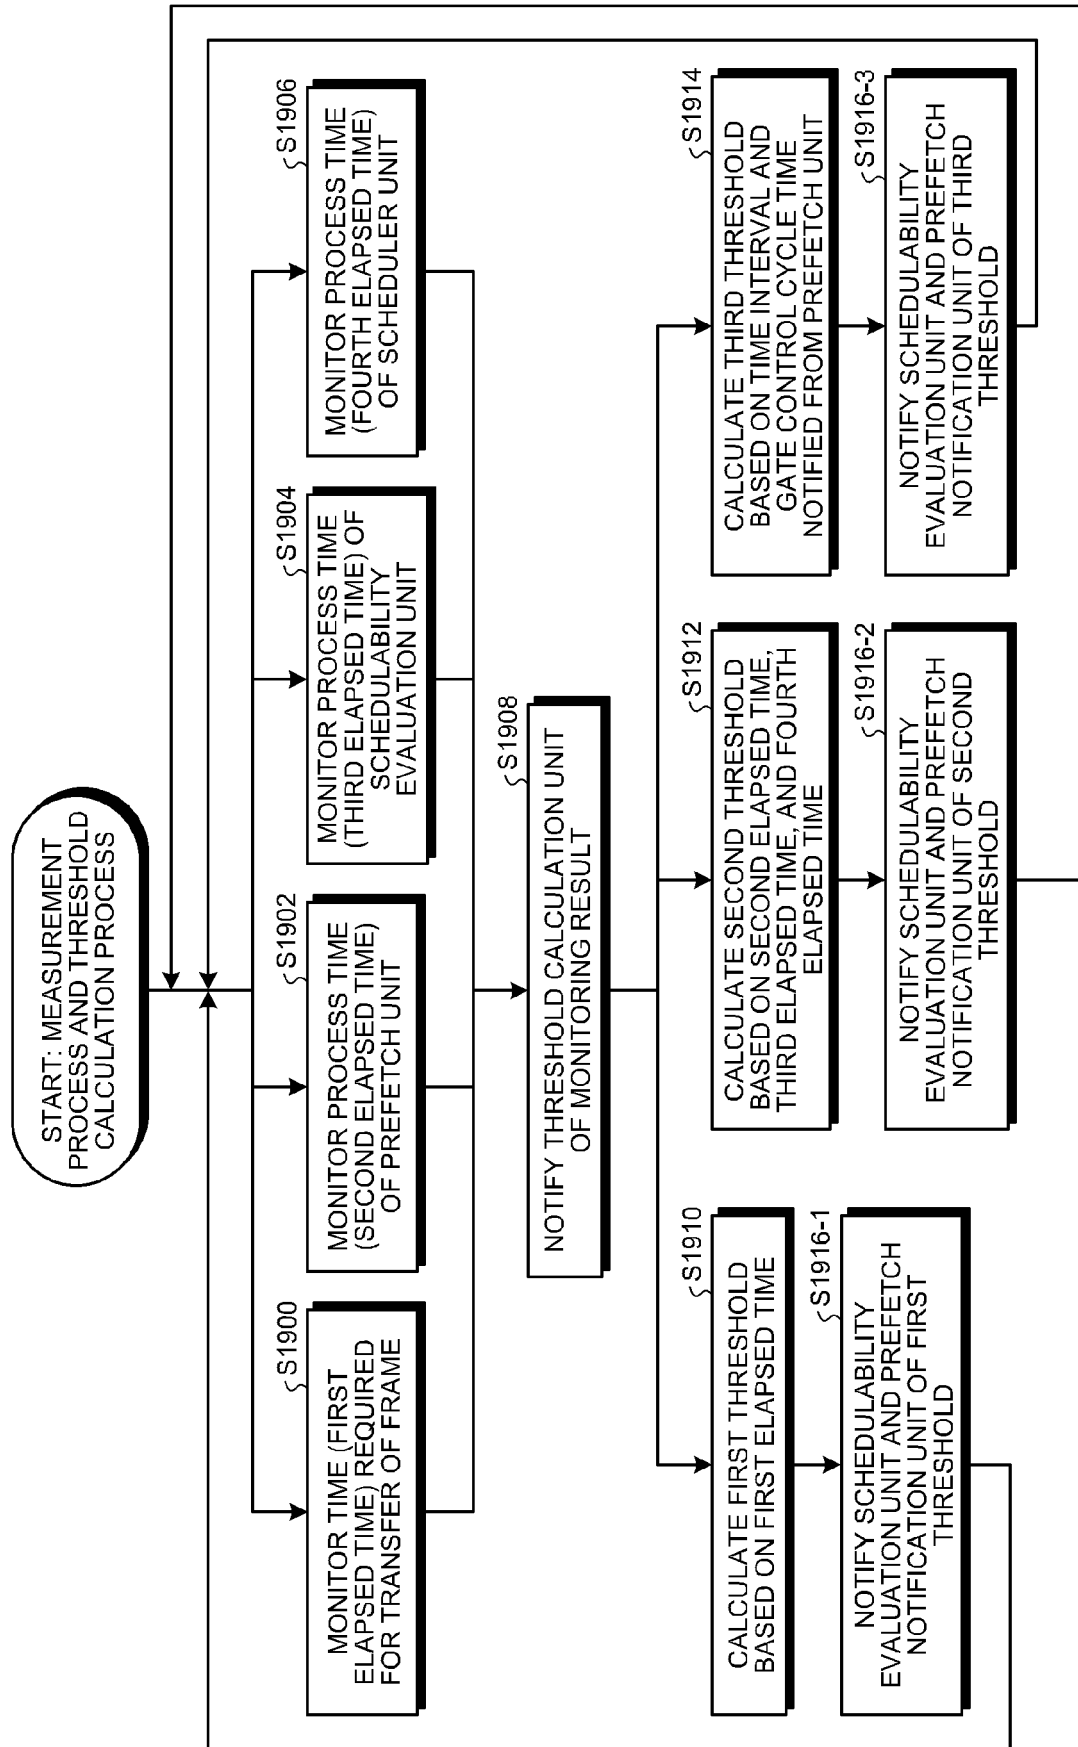 START: MEASUREMENT
PROCESS AND THRESHOLD
CALCULATION PROCESS
S1900
MONITOR TIME (FIRST
ELAPSED TIME) REQUIRED
FOR TRANSFER OF FRAME
S1902
MONITOR PROCESS TIME
(SECOND ELAPSED TIME)
OF PREFETCH UNIT
S1904
MONITOR PROCESS TIME
(THIRD ELAPSED TIME) OF
SCHEDULABILITY
EVALUATION UNIT
S1906
MONITOR PROCESS TIME
(FOURTH ELAPSED TIME)
OF SCHEDULER UNIT
S1908
NOTIFY THRESHOLD CALCULATION UNIT
OF MONITORING RESULT
S1910
CALCULATE FIRST THRESHOLD
BASED ON FIRST ELAPSED TIME
S1912
CALCULATE SECOND THRESHOLD
BASED ON SECOND ELAPSED TIME,
THIRD ELAPSED TIME, AND FOURTH
ELAPSED TIME
S1914
CALCULATE THIRD THRESHOLD
BASED ON TIME INTERVAL AND
GATE CONTROL CYCLE TIME
NOTIFIED FROM PREFETCH UNIT
S1916-1
NOTIFY SCHEDULABILITY
EVALUATION UNIT AND PREFETCH
NOTIFICATION UNIT OF FIRST
THRESHOLD
S1916-2
NOTIFY SCHEDULABILITY
EVALUATION UNIT AND PREFETCH
NOTIFICATION UNIT OF SECOND
THRESHOLD
S1916-3
NOTIFY SCHEDULABILITY
EVALUATION UNIT AND PREFETCH
NOTIFICATION UNIT OF THIRD
THRESHOLD